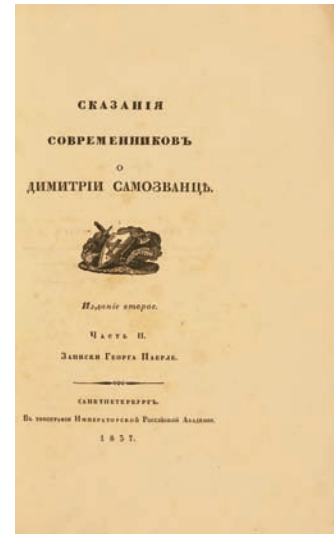 СКАЗАНІЯ
СОВРЕМЕННИКОВЪ
О
ДИМИТРІИ САМОЗВАНЦѢ.
Изданіе второе.
Часть II.
Записки Георга Паерле.
САНКТПЕТЕРБУРГЪ.
Въ типографіи Императорской Россійской Академіи.
1837.